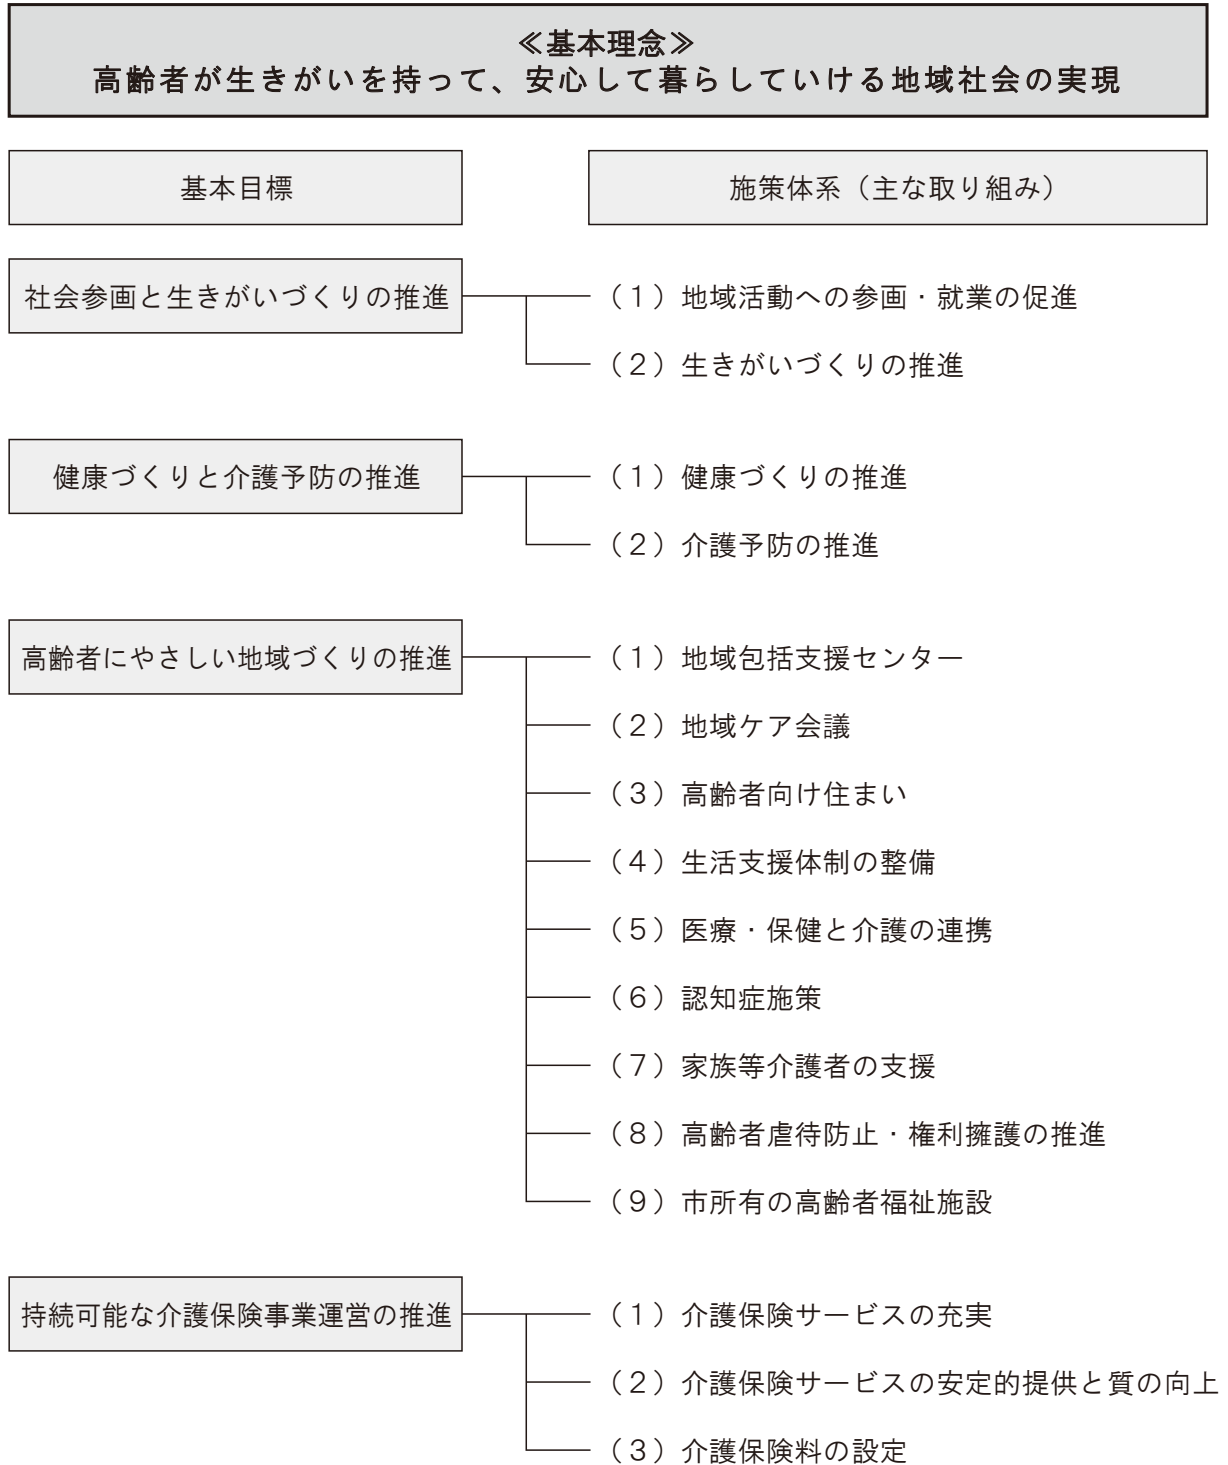 ≪基本理念≫
高齢者が生きがいを持って、安心して暮らしていける地域社会の実現
基本目標
施策体系（主な取り組み）
社会参画と生きがいづくりの推進
（１）地域活動への参画・就業の促進
（２）生きがいづくりの推進
健康づくりと介護予防の推進
（１）健康づくりの推進
（２）介護予防の推進
高齢者にやさしい地域づくりの推進
（１）地域包括支援センター
（２）地域ケア会議
（３）高齢者向け住まい
（４）生活支援体制の整備
（５）医療・保健と介護の連携
（６）認知症施策
（７）家族等介護者の支援
（８）高齢者虐待防止・権利擁護の推進
（９）市所有の高齢者福祉施設
持続可能な介護保険事業運営の推進
（１）介護保険サービスの充実
（２）介護保険サービスの安定的提供と質の向上
（３）介護保険料の設定